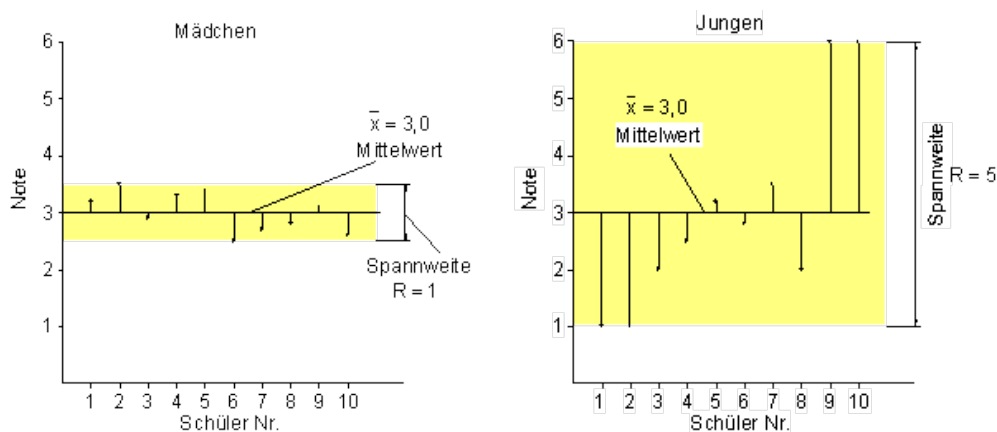 Mädchen
6
5
4
3
2
1
Note
x̅ = 3,0
Mittelwert
Spannweite
R = 1
1 2 3 4 5 6 7 8 9 10
Schüler Nr.
Jungen
6
5
4
3
2
1
Note
x̅ = 3,0
Mittelwert
Spannweite
R = 5
1 2 3 4 5 6 7 8 9 10
Schüler Nr.